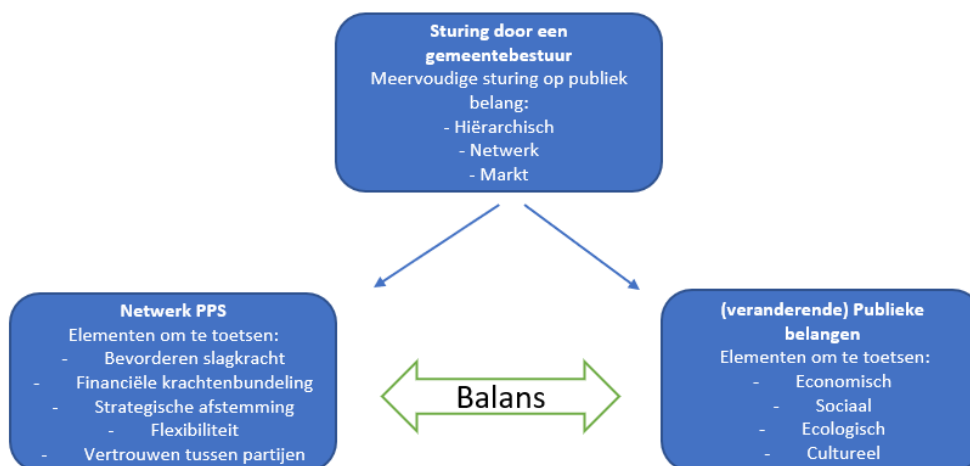 Sturing door een
gemeentebestuur
Meervoudige sturing op publiek
belang:
- Hiërarchisch
- Netwerk
- Markt
Netwerk PPS
Elementen om te toetsen:
- Bevorderen slagkracht
- Financiële krachtenbundeling
- Strategische afstemming
- Flexibiliteit
- Vertrouwen tussen partijen
Balans
(veranderende) Publieke
belangen
Elementen om te toetsen:
- Economisch
- Sociaal
- Ecologisch
- Cultureel